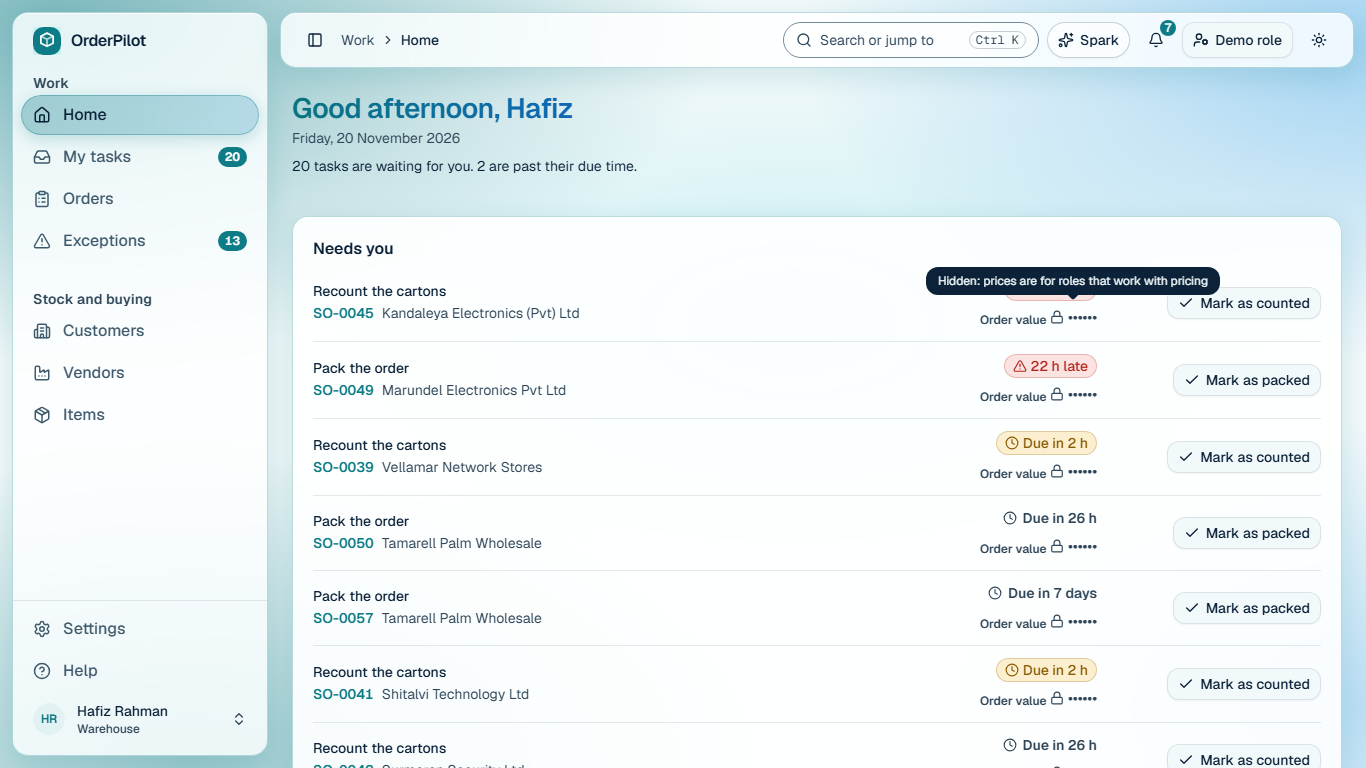 OrderPilot
Work
Home
My tasks 20
Orders
Exceptions 13
Stock and buying
Customers
Vendors
Items
Settings
Help
HR Hafiz Rahman
Warehouse
Work > Home
Search or jump to Ctrl K
Spark
7
Demo role
Good afternoon, Hafiz
Friday, 20 November 2026
20 tasks are waiting for you. 2 are past their due time.
Needs you
Hidden: prices are for roles that work with pricing
Recount the cartons
SO-0045 Kandaleya Electronics (Pvt) Ltd
Order value ••••••
Mark as counted
Pack the order
SO-0049 Marundel Electronics Pvt Ltd
22 h late
Order value ••••••
Mark as packed
Recount the cartons
SO-0039 Vellamar Network Stores
Due in 2 h
Order value ••••••
Mark as counted
Pack the order
SO-0050 Tamarell Palm Wholesale
Due in 26 h
Order value ••••••
Mark as packed
Pack the order
SO-0057 Tamarell Palm Wholesale
Due in 7 days
Order value ••••••
Mark as packed
Recount the cartons
SO-0041 Shitalvi Technology Ltd
Due in 2 h
Order value ••••••
Mark as counted
Recount the cartons
Due in 26 h
Mark as counted